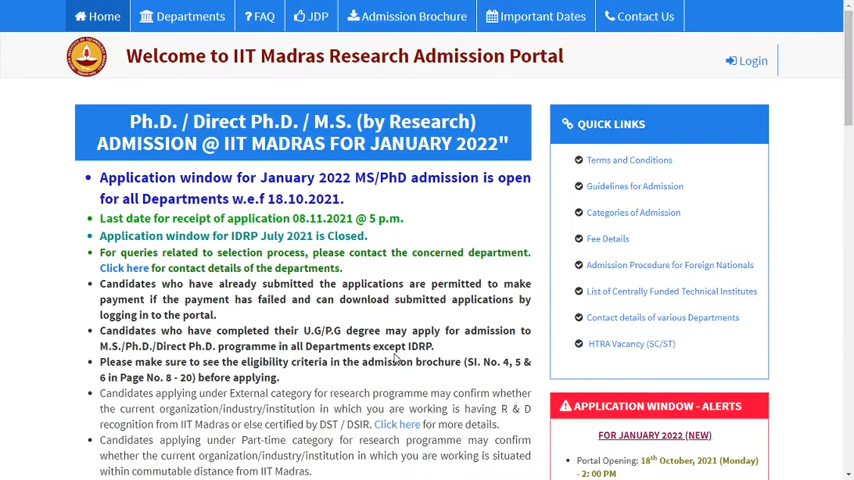 Home
Departments
? FAQ
JDP
Admission Brochure
Important Dates
Contact Us
Welcome to IIT Madras Research Admission Portal
Login
Ph.D. / Direct Ph.D. / M.S. (by Research)
ADMISSION @ IIT MADRAS FOR JANUARY 2022"
Application window for January 2022 MS/PhD admission is open
for all Departments w.e.f 18.10.2021.
Last date for receipt of application 08.11.2021 @ 5 p.m.
Application window for IDRP July 2021 is Closed.
For queries related to selection process, please contact the concerned department.
Click here for contact details of the departments.
Candidates who have already submitted the applications are permitted to make
payment if the payment has failed and can download submitted applications by
logging in to the portal.
Candidates who have completed their U.G/P.G degree may apply for admission to
M.S./Ph.D./Direct Ph.D. programme in all Departments except IDRP.
Please make sure to see the eligibility criteria in the admission brochure (SI. No. 4, 5 &
6 in Page No. 8 - 20) before applying.
Candidates applying under External category for research programme may confirm whether
the current organization/industry/institution in which you are working is having R & D
recognition from IIT Madras or else certified by DST / DSIR. Click here for more details.
Candidates applying under Part-time category for research programme may confirm
whether the current organization/industry/institution in which you are working is situated
within commutable distance from IIT Madras.
QUICK LINKS
Terms and Conditions
Guidelines for Admission
Categories of Admission
Fee Details
Admission Procedure for Foreign Nationals
List of Centrally Funded Technical Institutes
Contact details of various Departments
HTRA Vacancy (SC/ST)
APPLICATION WINDOW - ALERTS
FOR JANUARY 2022 (NEW)
Portal Opening: 18th October, 2021 (Monday)
- 2: 00 PM